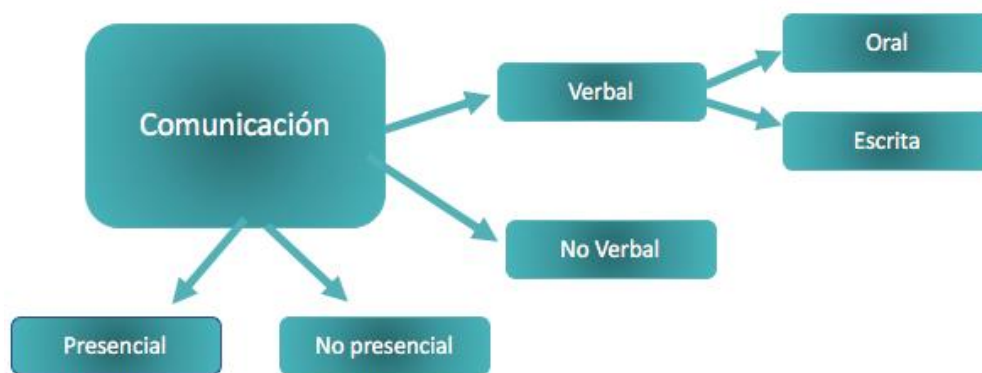 Oral
Verbal
Comunicación
Escrita
No Verbal
Presencial
No presencial